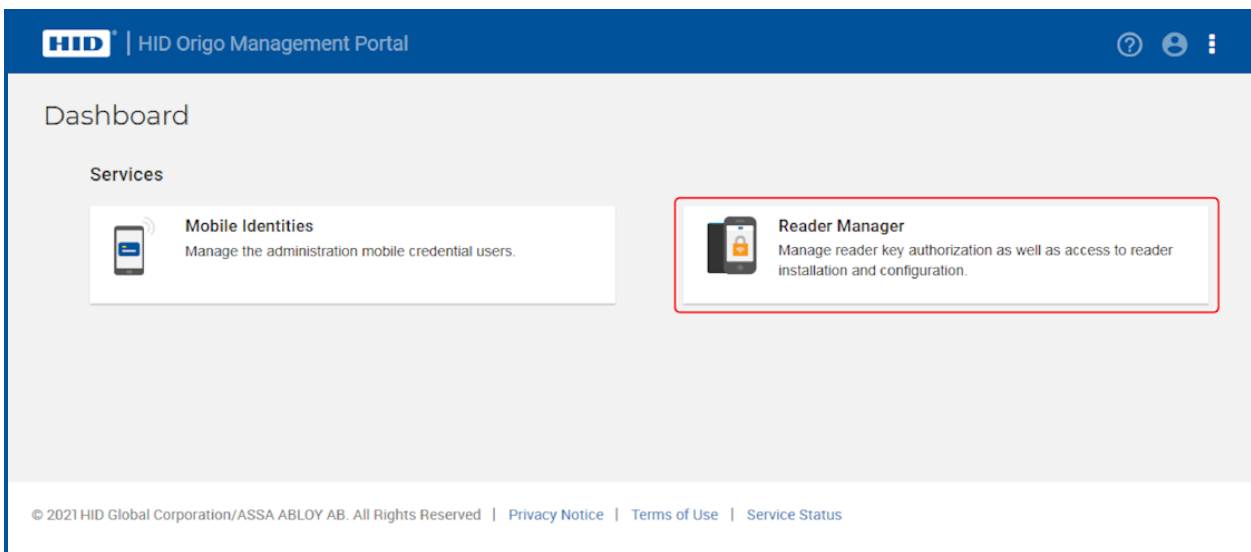 HID | HID Origo Management Portal
Dashboard
Services
Mobile Identities
Manage the administration mobile credential users.
Reader Manager
Manage reader key authorization as well as access to reader
installation and configuration.
© 2021 HID Global Corporation/ASSA ABLOY AB. All Rights Reserved | Privacy Notice | Terms of Use | Service Status